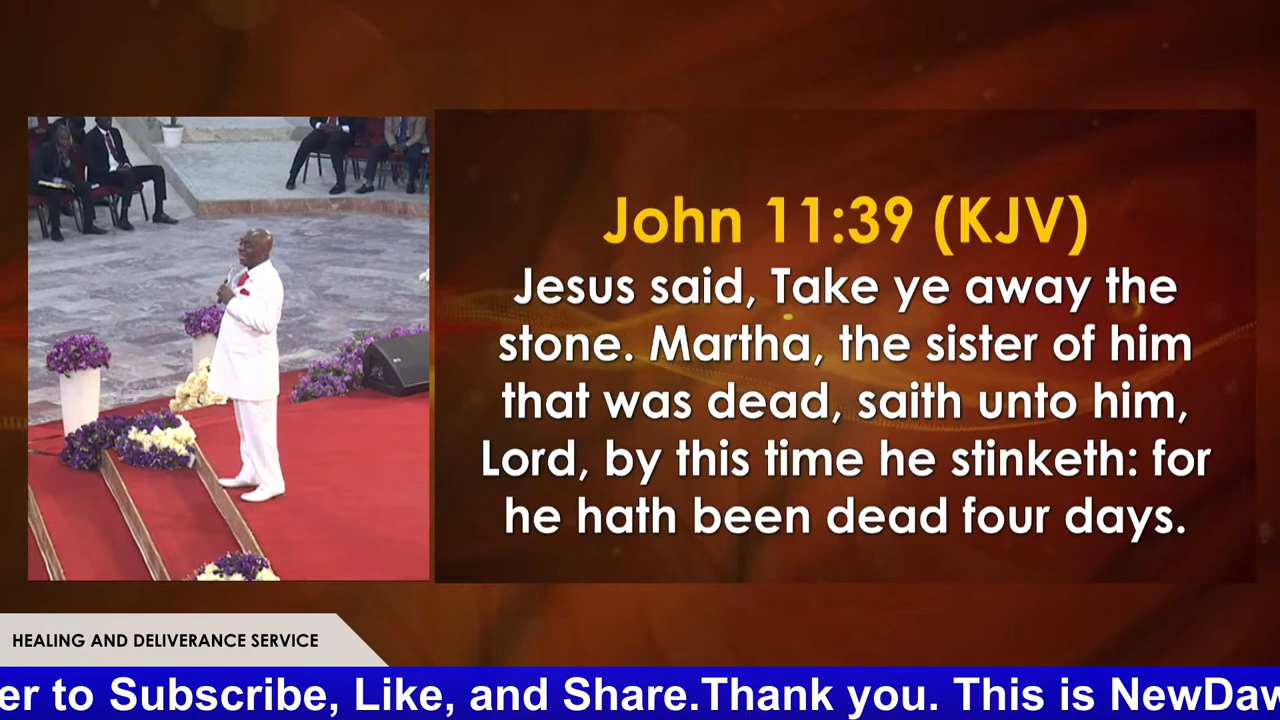 John 11:39 (KJV)
Jesus said, Take ye away the
stone. Martha, the sister of him
that was dead, saith unto him,
Lord, by this time he stinketh: for
he hath been dead four days.
HEALING AND DELIVERANCE SERVICE
to Subscribe, Like, and Share.Thank you. This is